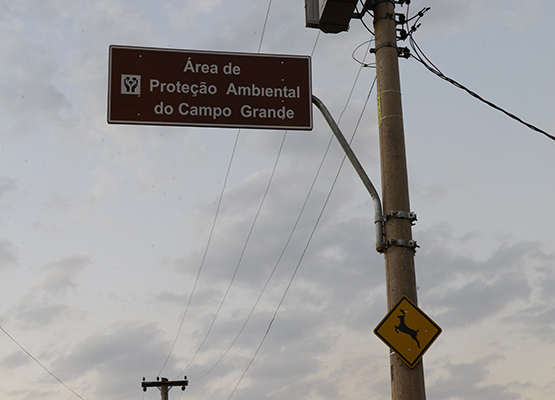 Área de
Proteção Ambiental
do Campo Grande